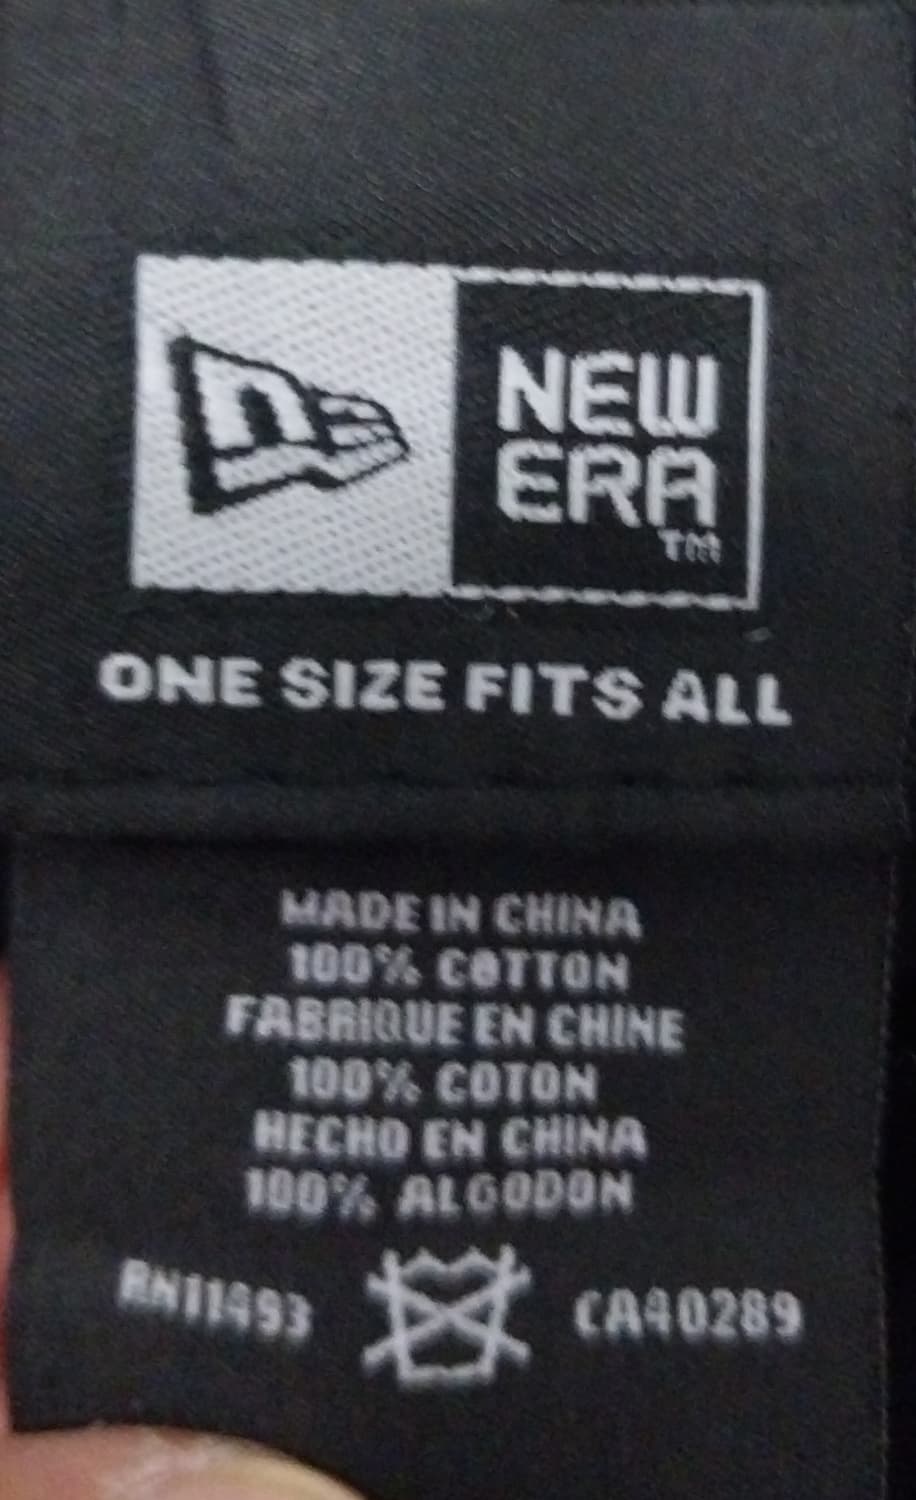 n
NEW
ERA
TM
ONE SIZE FITS ALL
MADE IN CHINA
100% COTTON
FABRIQUE EN CHINE
100% COTON
HECHO EN CHINA
100% ALGODON
RN11493 CA40289